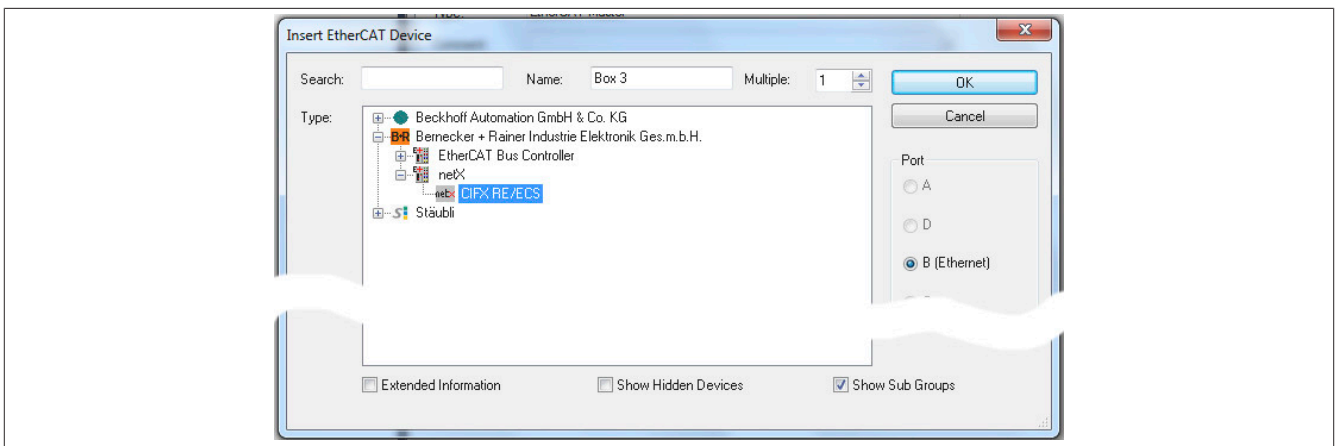 Insert EtherCAT Device
Search:
Name:
Box 3
Multiple:
1
OK
Type:
Beckhoff Automation GmbH & Co. KG
Cancel
B&R
Bernecker + Rainer Industrie Elektronik Ges.m.b.H.
EtherCAT Bus Controller
Port
netX
A
netx
CIFX RE/ECS
Stäubli
D
B (Ethernet)
Extended Information
Show Hidden Devices
Show Sub Groups